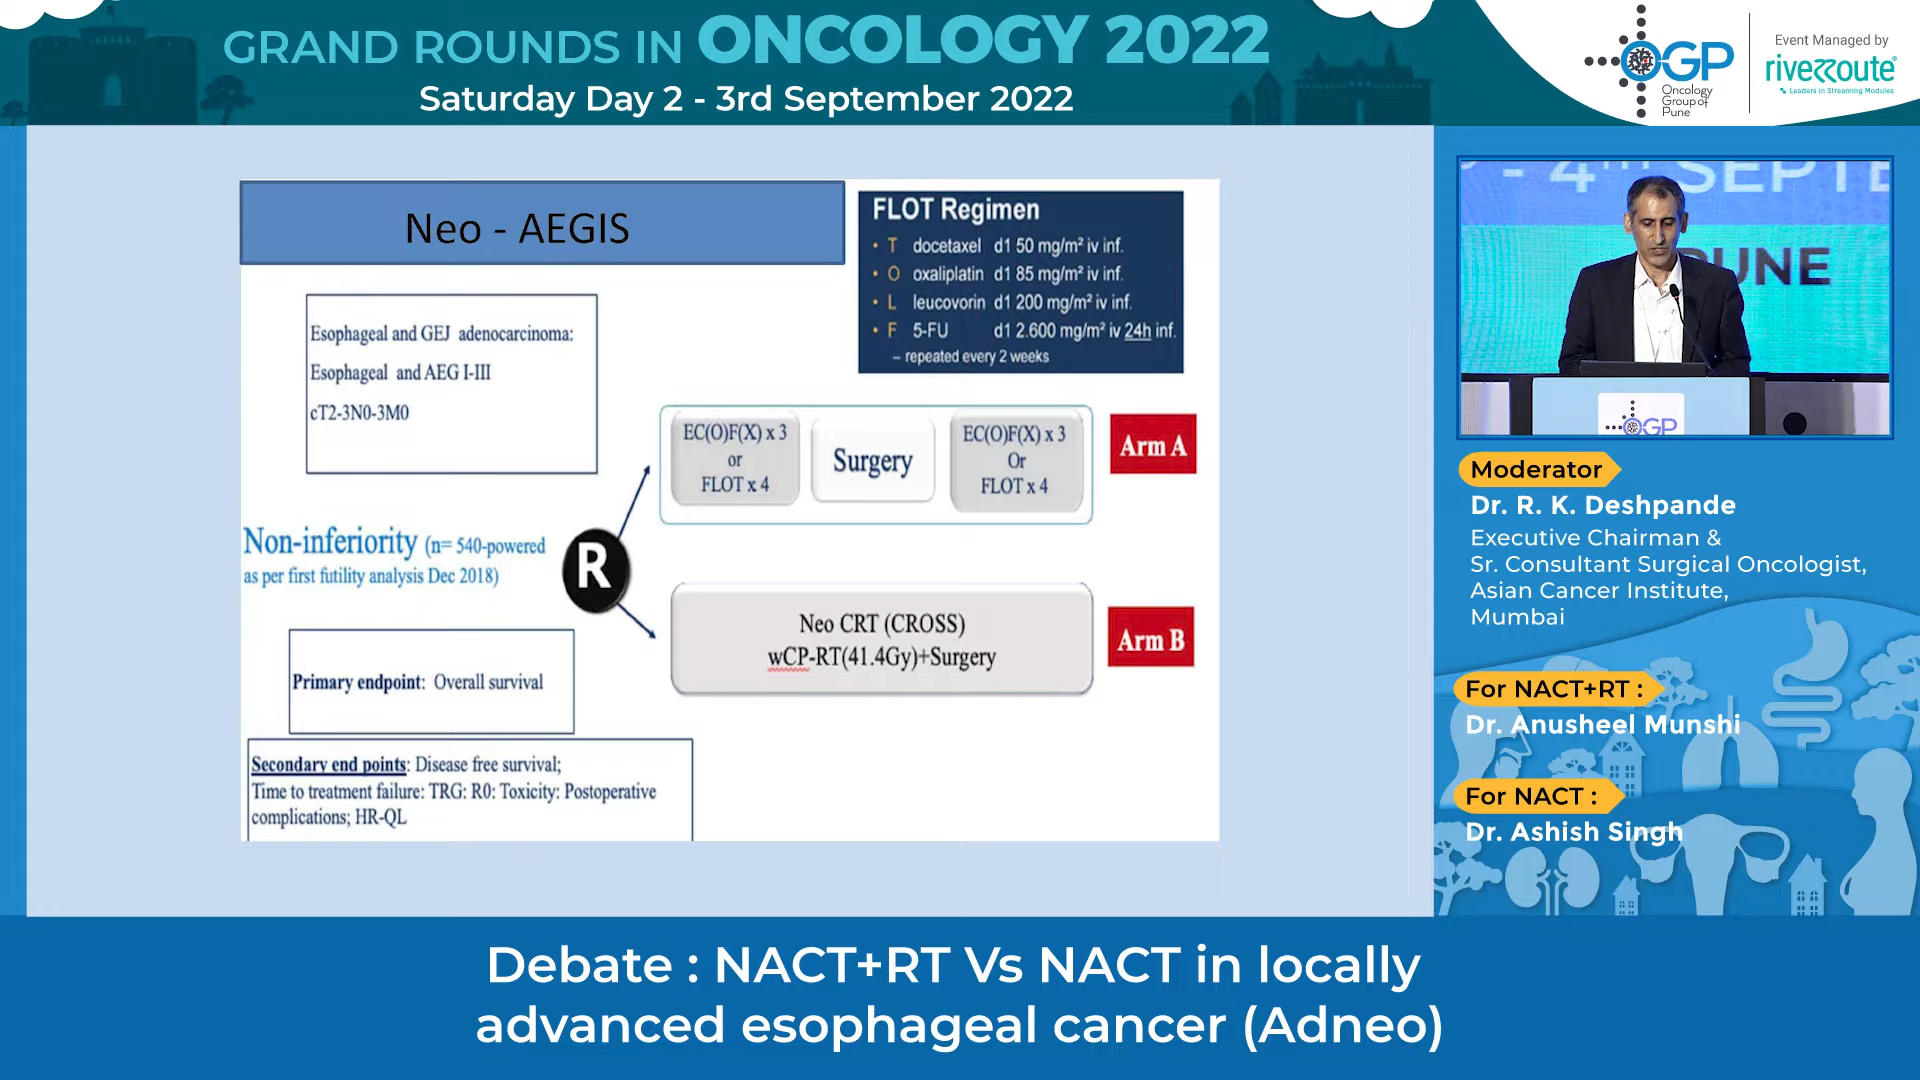 GRAND ROUNDS IN ONCOLOGY 2022
Saturday Day 2 - 3rd September 2022
OGP
Oncology
Group of
Pune
Event Managed by
riverroute
Leaders in Streaming Modules
Neo - AEGIS
FLOT Regimen
• T docetaxel d1 50 mg/m² iv inf.
• O oxaliplatin d1 85 mg/m² iv inf.
• L leucovorin d1 200 mg/m² iv inf.
• F 5-FU d1 2.600 mg/m² iv 24h inf.
– repeated every 2 weeks
Esophageal and GEJ adenocarcinoma:
Esophageal and AEG I-III
cT2-3N0-3M0
EC(O)F(X) x 3
or
FLOT x 4
Surgery
EC(O)F(X) x 3
Or
FLOT x 4
Arm A
Non-inferiority (n= 540-powered
as per first futility analysis Dec 2018)
R
Neo CRT (CROSS)
wCP-RT(41.4Gy)+Surgery
Arm B
Primary endpoint: Overall survival
Secondary end points: Disease free survival;
Time to treatment failure: TRG: R0: Toxicity: Postoperative
complications; HR-QL
- 4th SEPTE
PUNE
OGP
Moderator
Dr. R. K. Deshpande
Executive Chairman &
Sr. Consultant Surgical Oncologist,
Asian Cancer Institute,
Mumbai
For NACT+RT :
Dr. Anusheel Munshi
For NACT :
Dr. Ashish Singh
Debate : NACT+RT Vs NACT in locally
advanced esophageal cancer (Adneo)